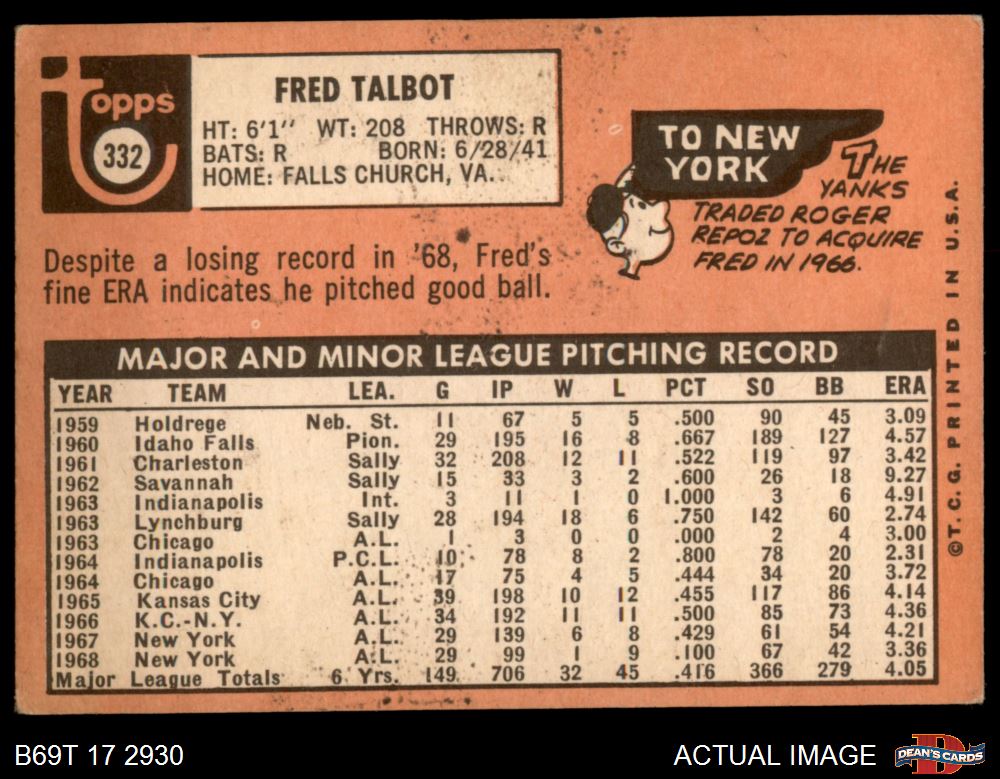 Topps
332
FRED TALBOT
HT: 6'1" WT: 208 THROWS: R
BATS: R BORN: 6/28/41
HOME: FALLS CHURCH, VA.
TO NEW
YORK
THE
YANKS
TRADED ROGER
REPOZ TO ACQUIRE
FRED IN 1966.
Despite a losing record in '68, Fred's
fine ERA indicates he pitched good ball.
MAJOR AND MINOR LEAGUE PITCHING RECORD
YEAR TEAM LEA. G IP W L PCT SO BB ERA
1959 Holdrege Neb. St. 11 67 5 5 .500 90 45 3.09
1960 Idaho Falls Pion. 29 195 16 8 .667 189 127 4.57
1961 Charleston Sally 32 208 12 11 .522 119 97 3.42
1962 Savannah Sally 15 33 3 2 .600 26 18 9.27
1963 Indianapolis Int. 3 11 1 0 1.000 3 6 4.91
1963 Lynchburg Sally 28 194 18 6 .750 142 60 2.74
1963 Chicago A.L. 1 3 0 0 .000 2 4 3.00
1964 Indianapolis P.C.L. 10 78 8 2 .800 78 20 2.31
1964 Chicago A.L. 17 75 4 5 .444 34 20 3.72
1965 Kansas City A.L. 39 198 10 12 .455 117 86 4.14
1966 K.C.-N.Y. A.L. 34 192 11 11 .500 85 73 4.36
1967 New York A.L. 29 139 6 8 .429 61 54 4.21
1968 New York A.L. 29 99 1 9 .100 67 42 3.36
Major League Totals 6 Yrs. 149 706 32 45 .416 366 279 4.05
©T.C.G. PRINTED IN U.S.A.
B69T 17 2930
ACTUAL IMAGE
DEAN'S CARDS